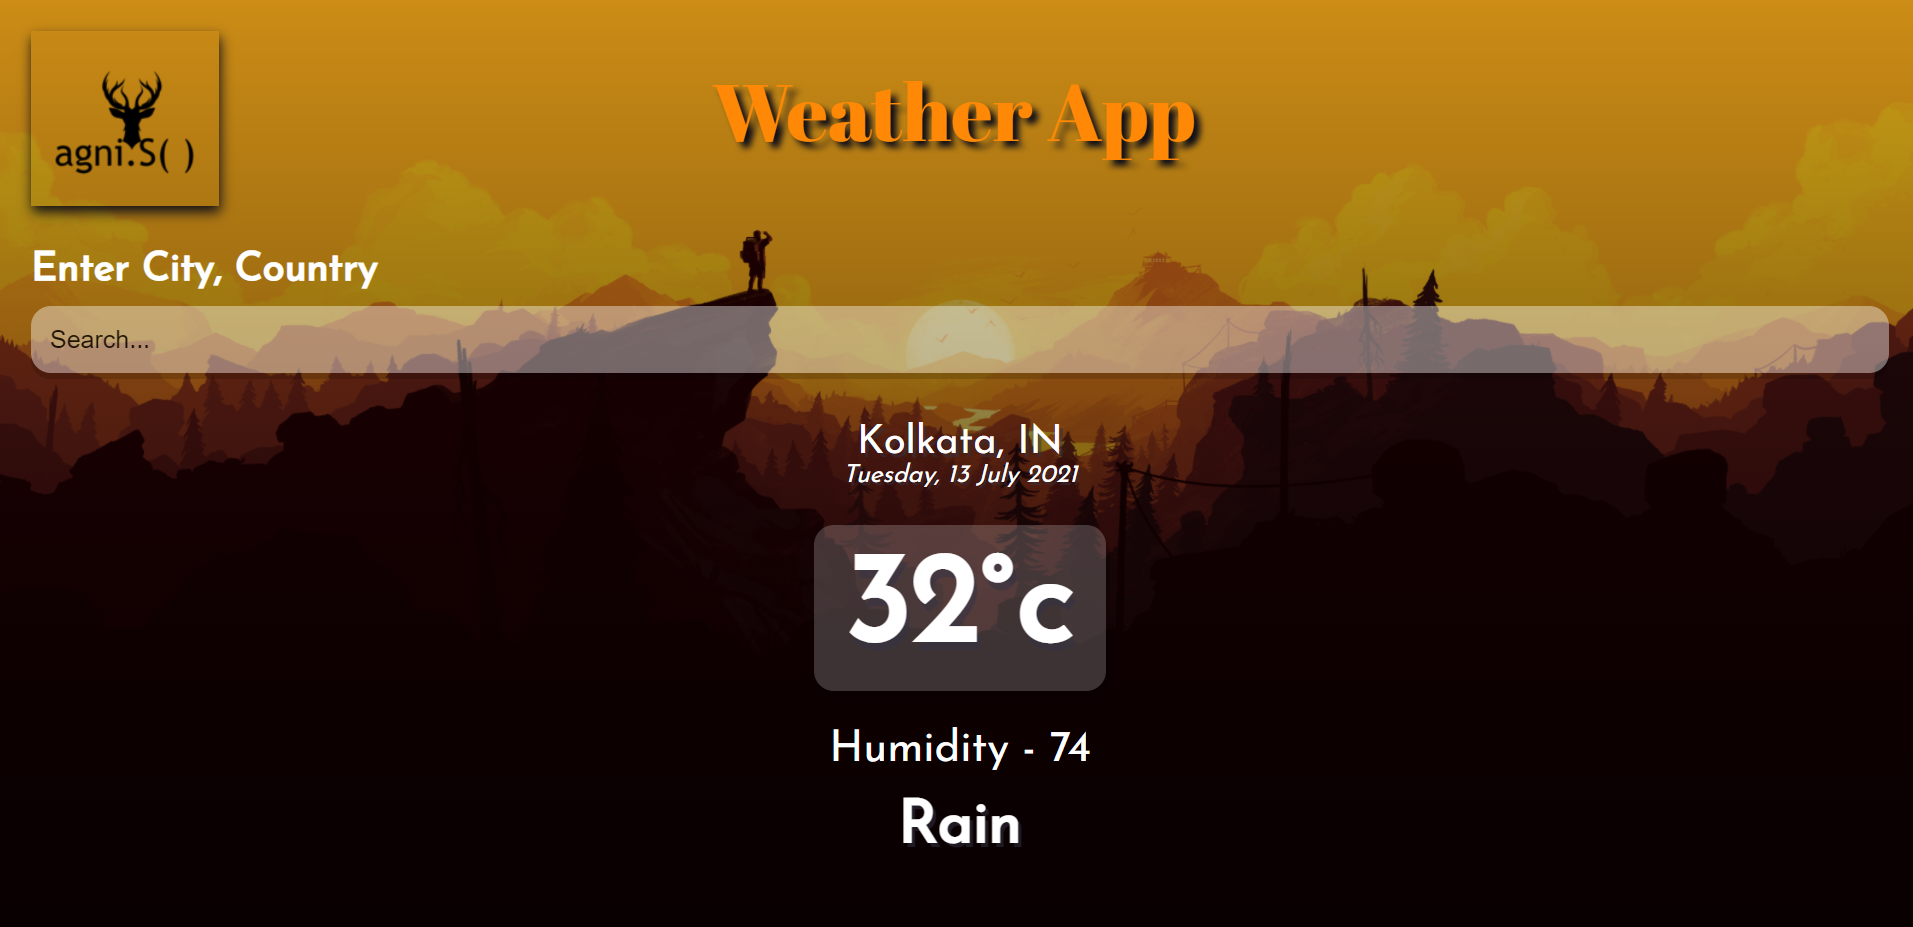 agni.S( )
Weather App
Enter City, Country
Search...
Kolkata, IN
Tuesday, 13 July 2021
32°c
Humidity - 74
Rain